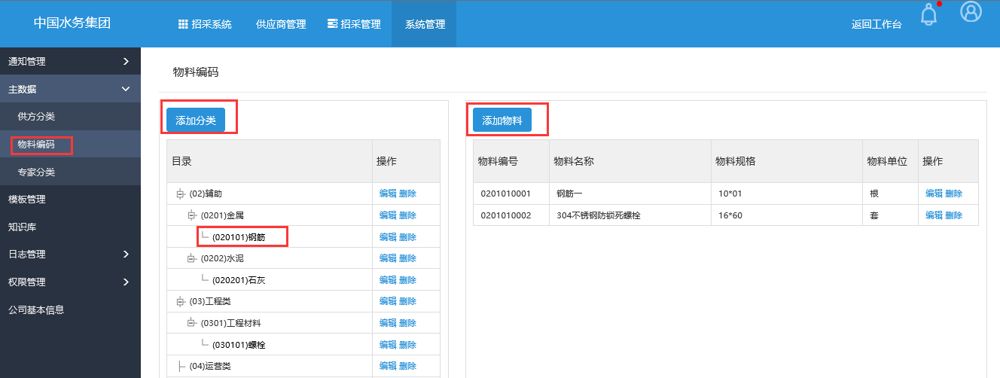 中国水务集团
招采系统 供应商管理 招采管理 系统管理 返回工作台
通知管理
主数据
供方分类
物料编码
专家分类
模板管理
知识库
日志管理
权限管理
公司基本信息
物料编码
添加分类
目录 操作
(02)辅助 编辑 删除
(0201)金属 编辑 删除
(020101)钢筋 编辑 删除
(0202)水泥 编辑 删除
(020201)石灰 编辑 删除
(03)工程类 编辑 删除
(0301)工程材料 编辑 删除
(030101)螺栓 编辑 删除
(04)运营类 编辑 删除
添加物料
物料编号 物料名称 物料规格 物料单位 操作
0201010001 钢筋一 10*01 根 编辑 删除
0201010002 304不锈钢防锁死螺栓 16*60 套 编辑 删除